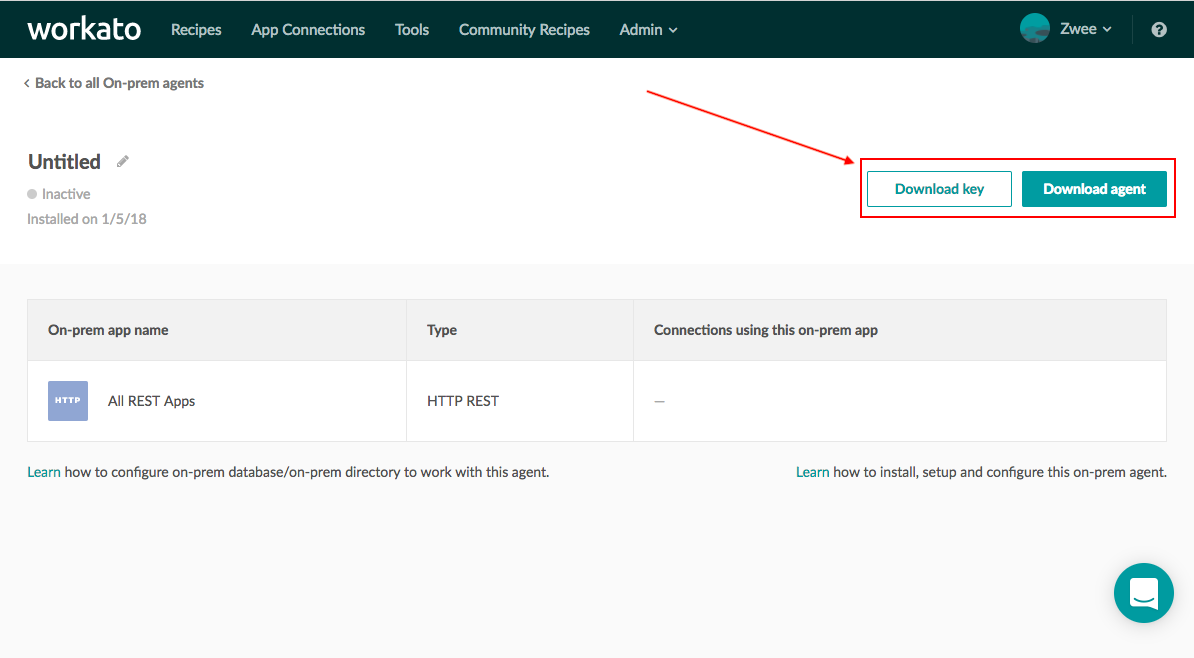 workato Recipes App Connections Tools Community Recipes Admin Zwee ?
Back to all On-prem agents
Untitled
Inactive
Installed on 1/5/18
Download key Download agent
On-prem app name Type Connections using this on-prem app
HTTP All REST Apps HTTP REST —
Learn how to configure on-prem database/on-prem directory to work with this agent. Learn how to install, setup and configure this on-prem agent.